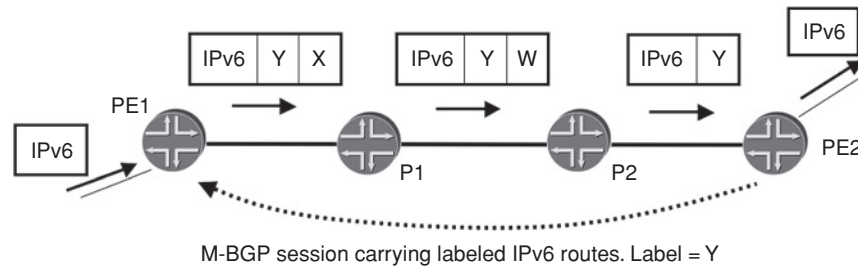 IPv6
IPv6 Y X
IPv6 Y W
IPv6 Y
PE1
IPv6
P1
P2
PE2
M-BGP session carrying labeled IPv6 routes. Label = Y